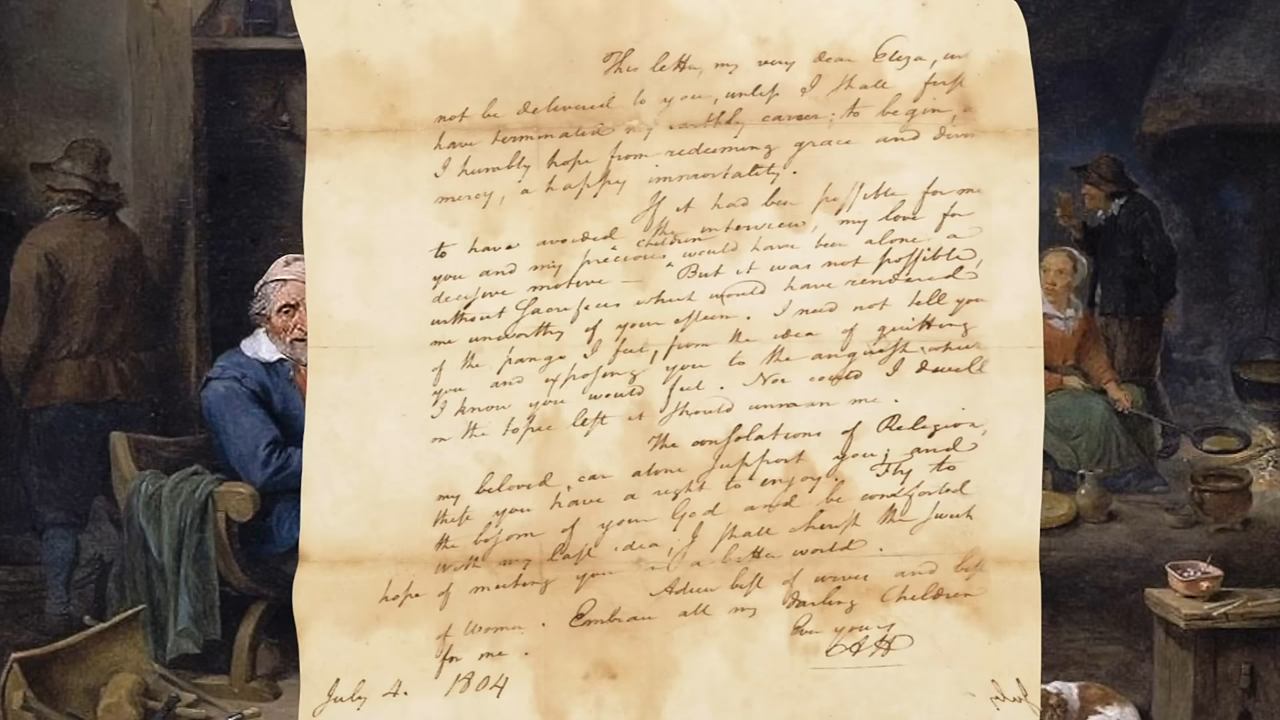 This letter, my very dear Eliza, w
not be delivered to you, unless I shall first
have terminated my earthly career; to begin,
I humbly hope from redeeming grace and divin
mercy, a happy immortality.
If it had been possible for me
to have avoided the interview, my love for
you and my precious children would have been alone a
decisive motive — But it was not possible,
without Sacrifices which would have rendered
me unworthy of your esteem. I need not tell you
of the pangs I feel, from the idea of quitting
you and exposing you to the anguish which
I know you would feel. Nor could I dwell
on the topic lest it should unman me.
The consolations of Religion,
my beloved, can alone support you; and
these you have a right to enjoy. Fly to
the bosom of your God and be comforted
With my last idea; I shall cherish the sweet
hope of meeting you in a better world.
Adieu best of wives and best
of Women. Embrace all my darling Children
for me.
Ever yours
AH
July 4. 1804